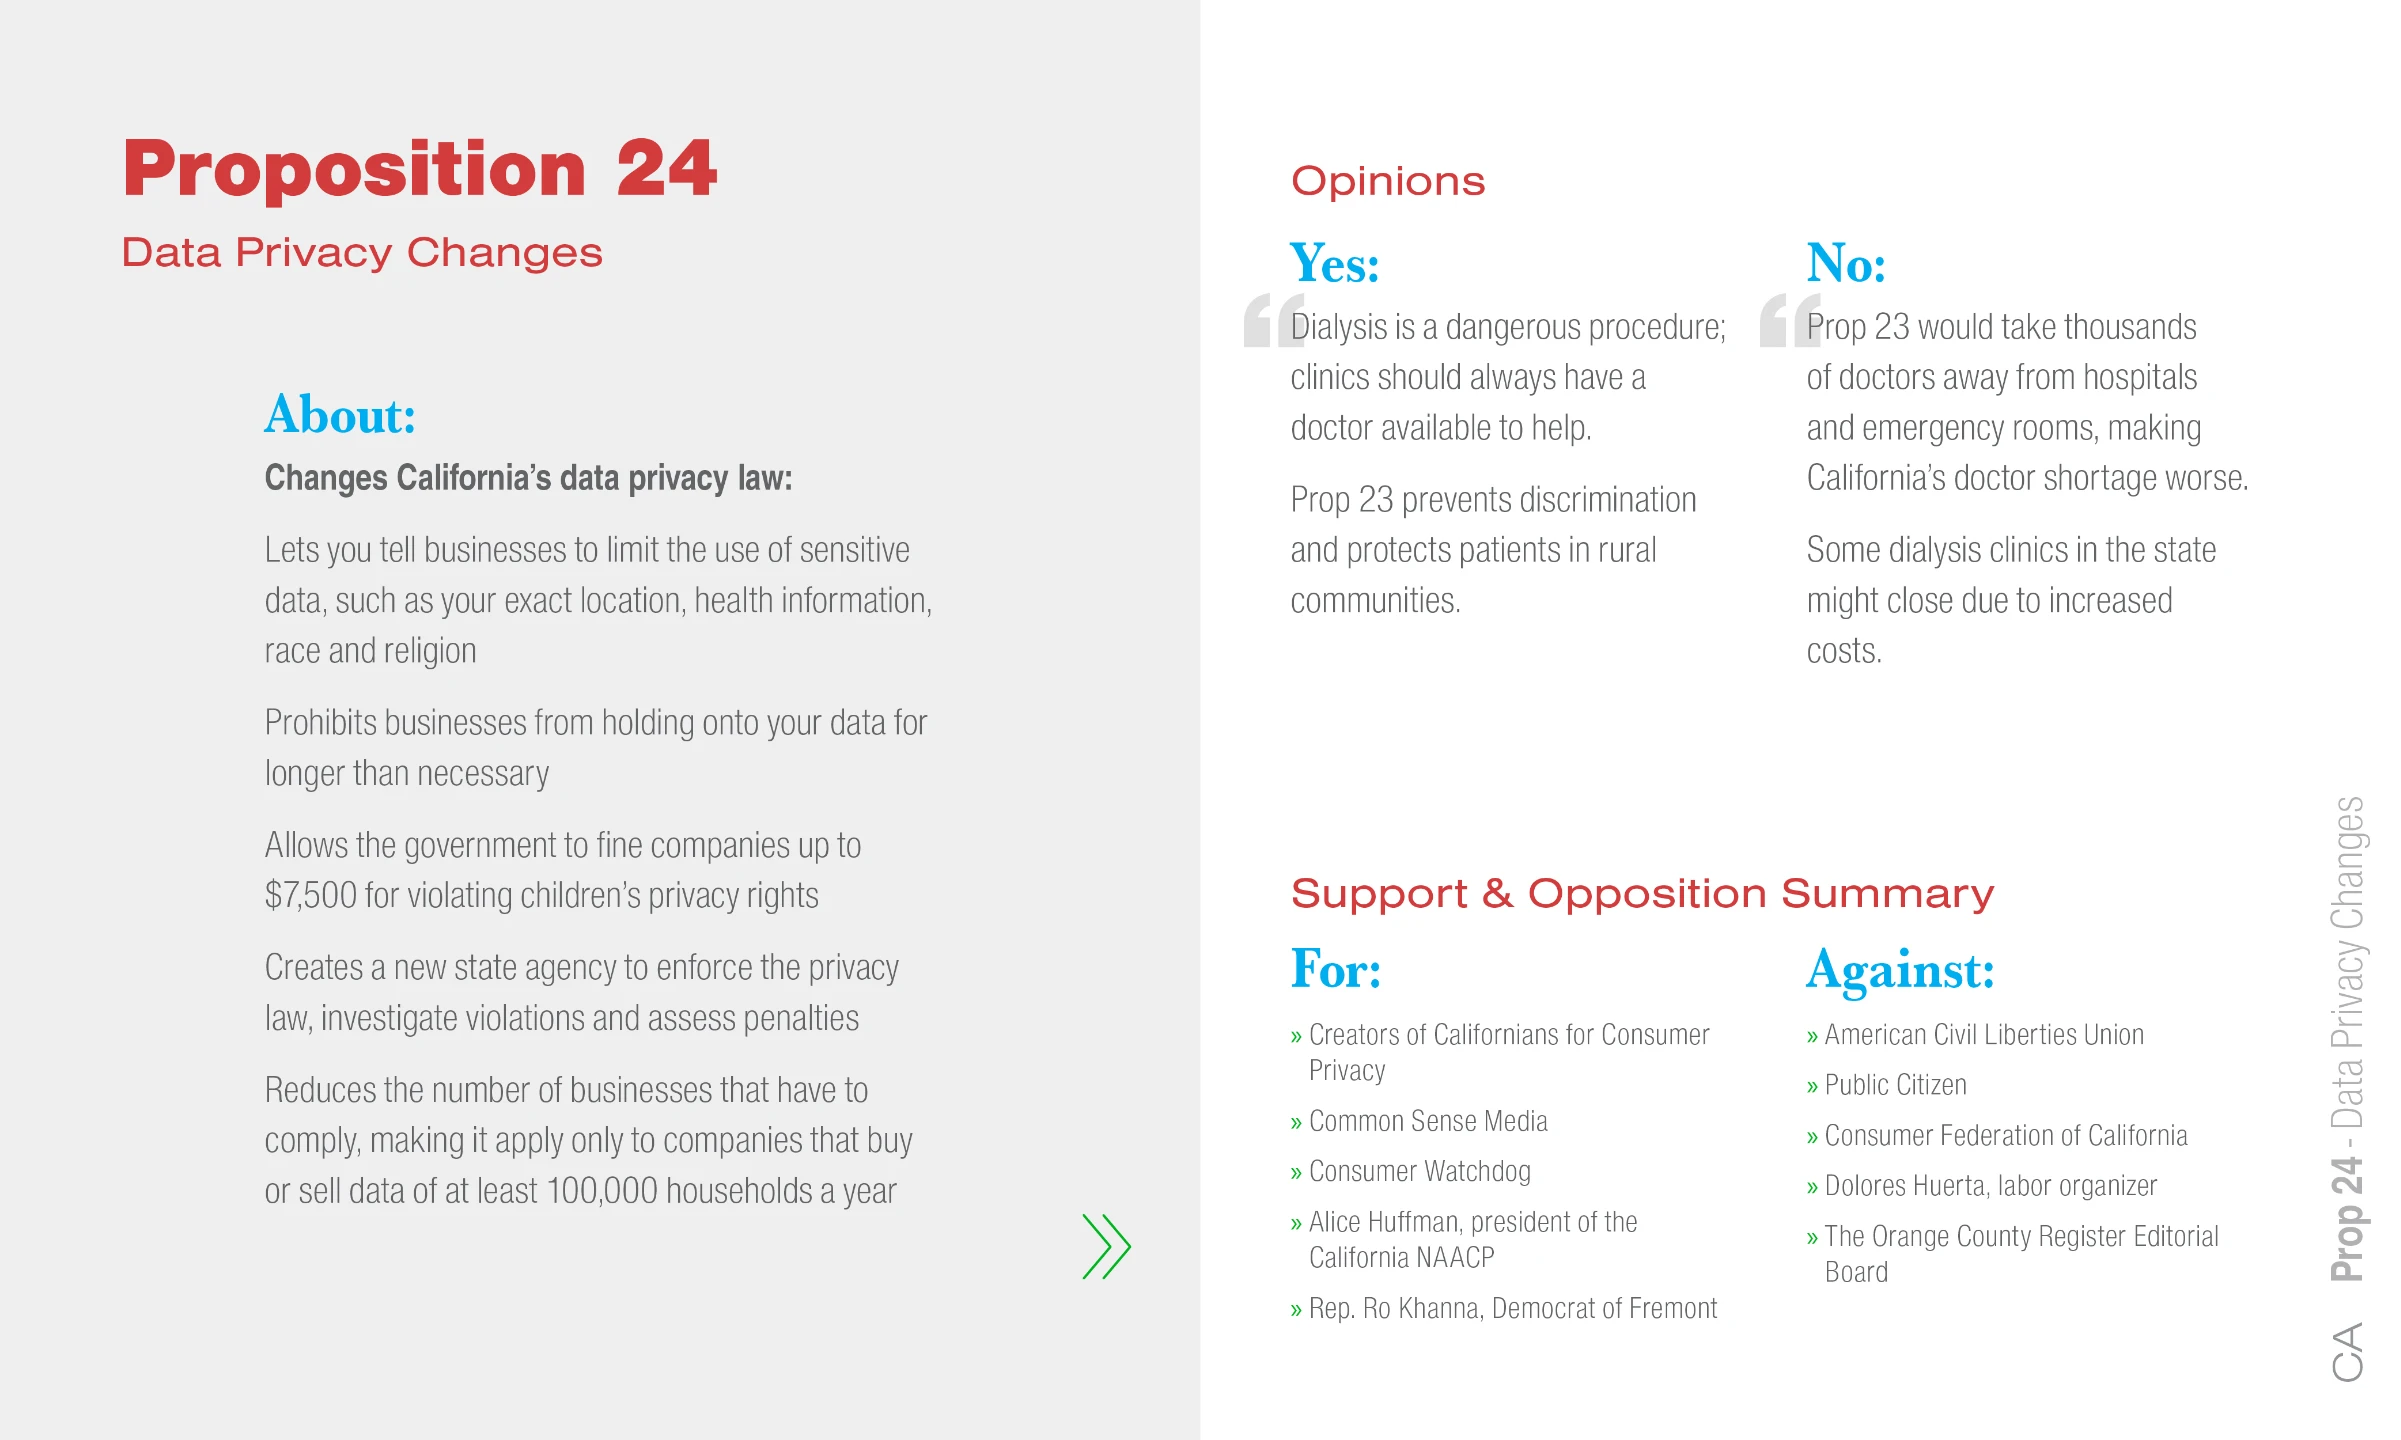 Proposition 24
Data Privacy Changes
About:
Changes California’s data privacy law:
Lets you tell businesses to limit the use of sensitive
data, such as your exact location, health information,
race and religion
Prohibits businesses from holding onto your data for
longer than necessary
Allows the government to fine companies up to
$7,500 for violating children’s privacy rights
Creates a new state agency to enforce the privacy
law, investigate violations and assess penalties
Reduces the number of businesses that have to
comply, making it apply only to companies that buy
or sell data of at least 100,000 households a year
Opinions
Yes:
“Dialysis is a dangerous procedure;
clinics should always have a
doctor available to help.
Prop 23 prevents discrimination
and protects patients in rural
communities.
No:
“Prop 23 would take thousands
of doctors away from hospitals
and emergency rooms, making
California’s doctor shortage worse.
Some dialysis clinics in the state
might close due to increased
costs.
Support & Opposition Summary
For:
» Creators of Californians for Consumer
Privacy
» Common Sense Media
» Consumer Watchdog
» Alice Huffman, president of the
California NAACP
» Rep. Ro Khanna, Democrat of Fremont
Against:
» American Civil Liberties Union
» Public Citizen
» Consumer Federation of California
» Dolores Huerta, labor organizer
» The Orange County Register Editorial
Board
CA Prop 24 - Data Privacy Changes